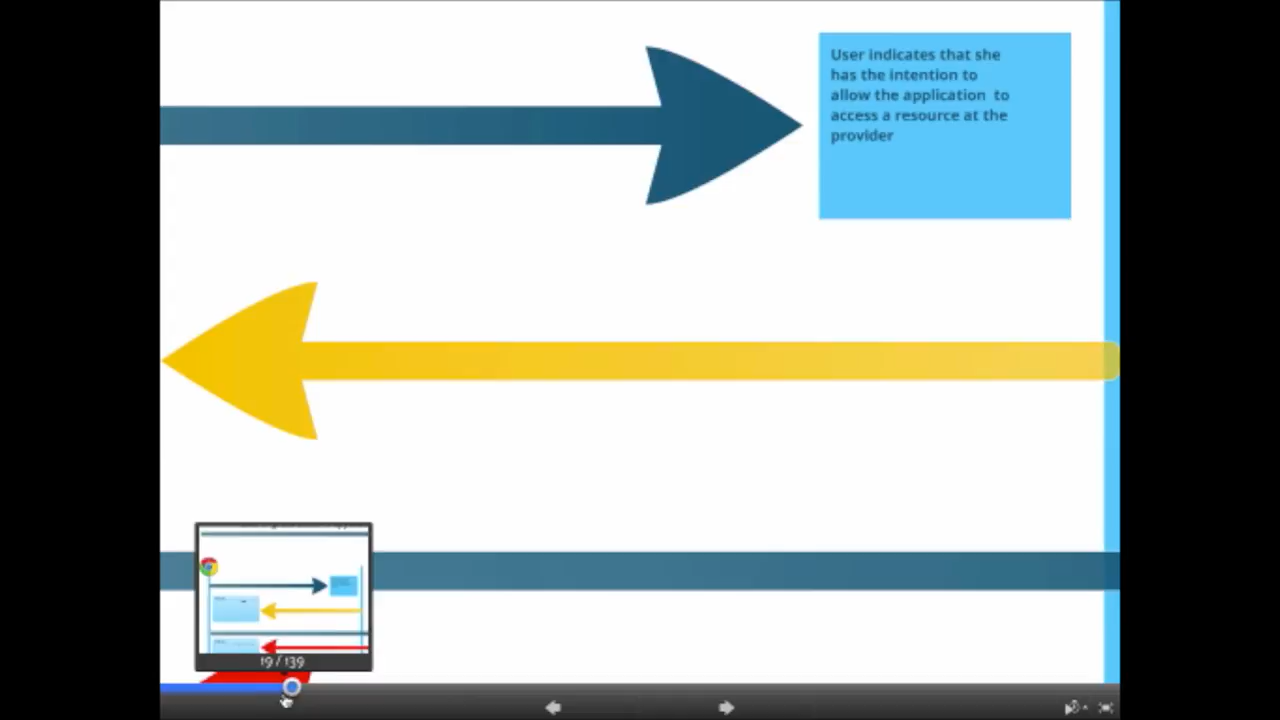 User indicates that she
has the intention to
allow the application to
access a resource at the
provider
19 / 139